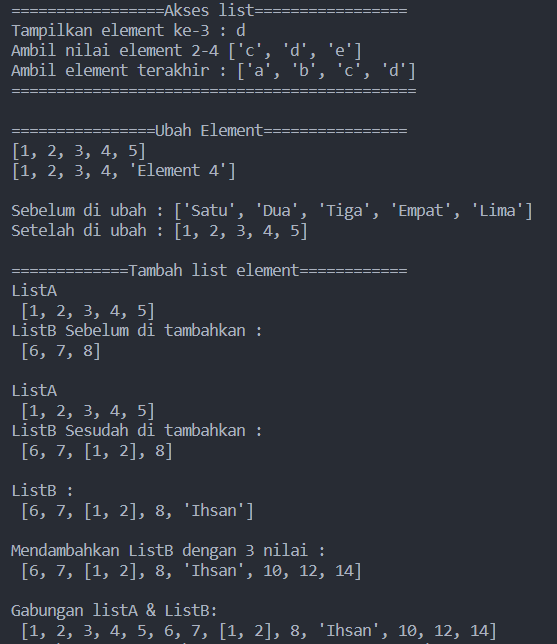 =================Akses list=================
Tampilkan element ke-3 : d
Ambil nilai element 2-4 ['c', 'd', 'e']
Ambil element terakhir : ['a', 'b', 'c', 'd']
=============================================
================Ubah Element================
[1, 2, 3, 4, 5]
[1, 2, 3, 4, 'Element 4']
Sebelum di ubah : ['Satu', 'Dua', 'Tiga', 'Empat', 'Lima']
Setelah di ubah : [1, 2, 3, 4, 5]
=============Tambah list element============
ListA
[1, 2, 3, 4, 5]
ListB Sebelum di tambahkan :
[6, 7, 8]
ListA
[1, 2, 3, 4, 5]
ListB Sesudah di tambahkan :
[6, 7, [1, 2], 8]
ListB :
[6, 7, [1, 2], 8, 'Ihsan']
Mendambahkan ListB dengan 3 nilai :
[6, 7, [1, 2], 8, 'Ihsan', 10, 12, 14]
Gabungan listA & ListB:
[1, 2, 3, 4, 5, 6, 7, [1, 2], 8, 'Ihsan', 10, 12, 14]